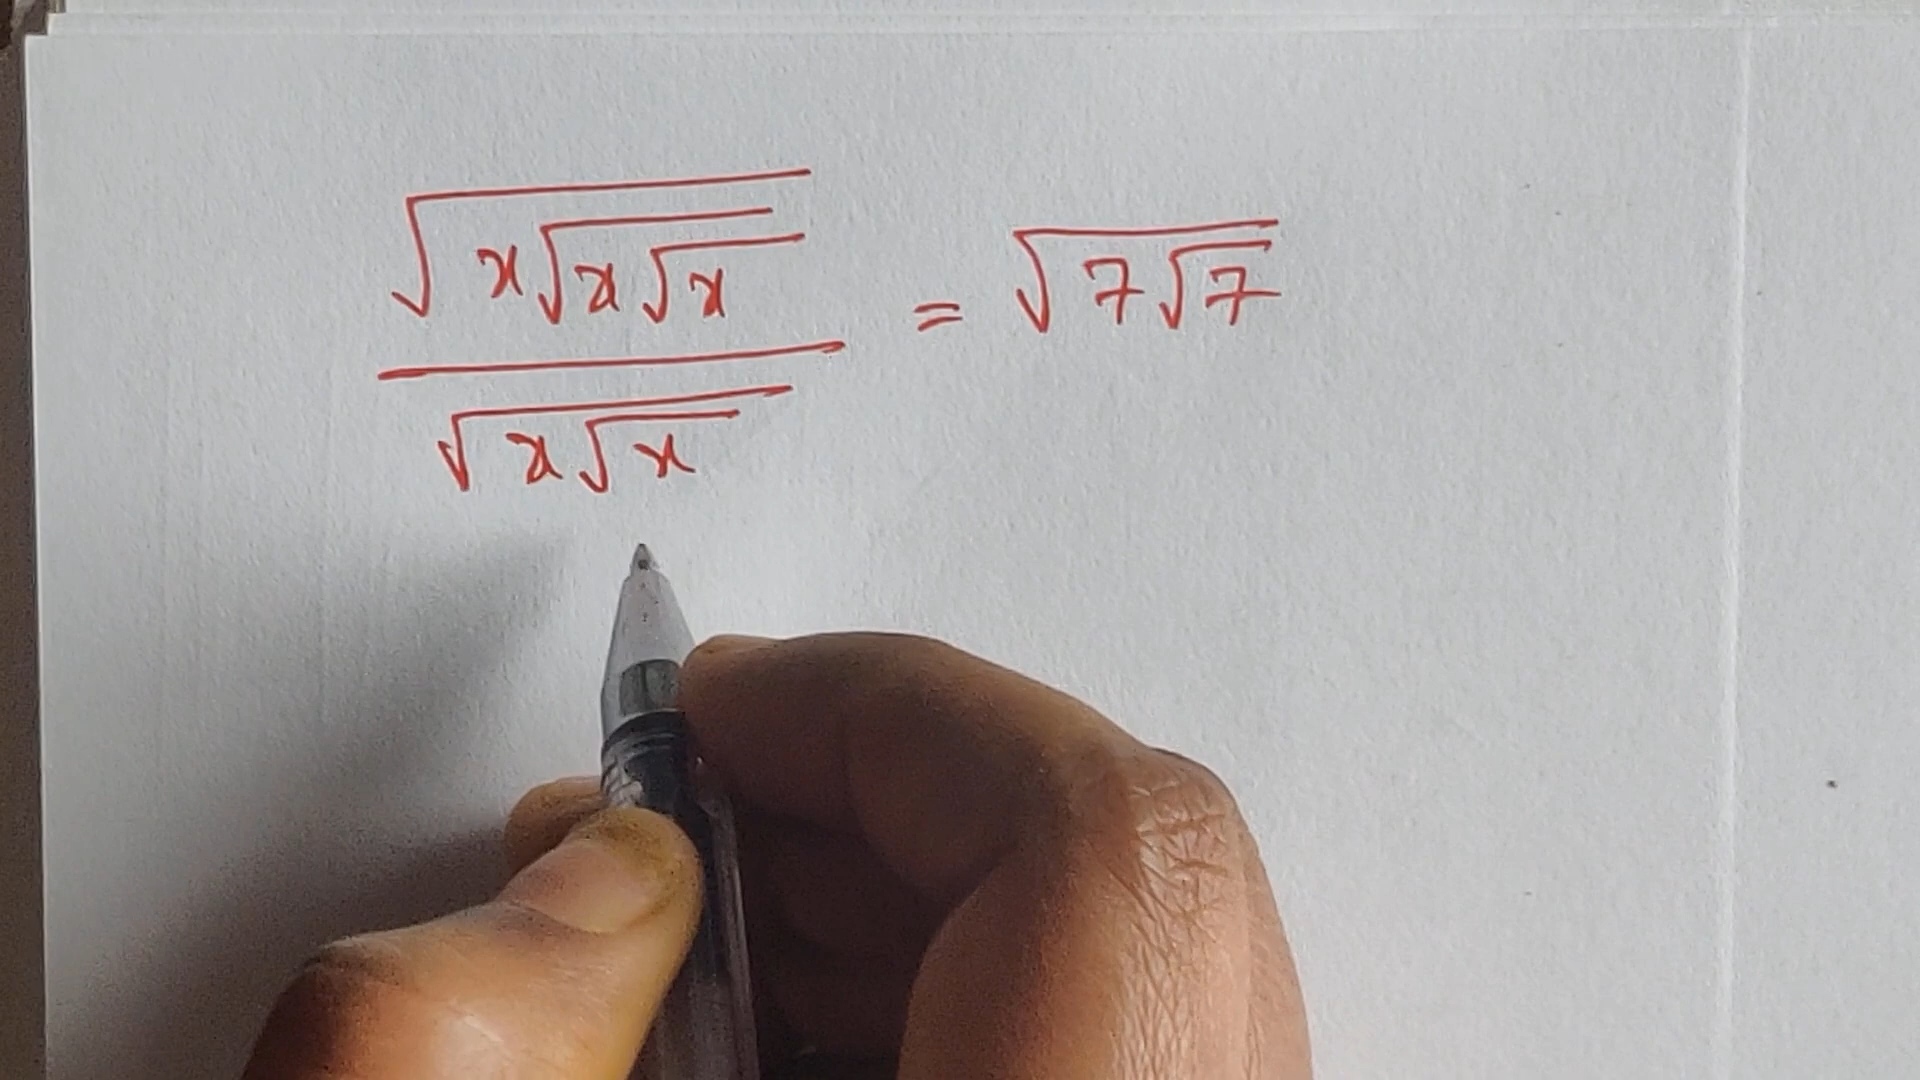 √(x√(x√x)) / √(x√x) = √(7√7)